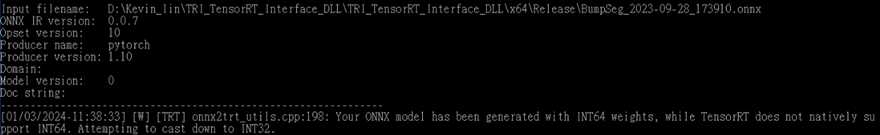 Input filename:   D:\Kevin_lin\TRI_TensorRT_Interface_DLL\TRI_TensorRT_Interface_DLL\x64\Release\BumpSeg_2023-09-28_173910.onnx
ONNX IR version:  0.0.7
Opset version:    10
Producer name:    pytorch
Producer version: 1.10
Domain:
Model version:    0
Doc string:
----------------------------------------------------------------
[01/03/2024-11:38:33] [W] [TRT] onnx2trt_utils.cpp:198: Your ONNX model has been generated with INT64 weights, while TensorRT does not natively su
pport INT64. Attempting to cast down to INT32.